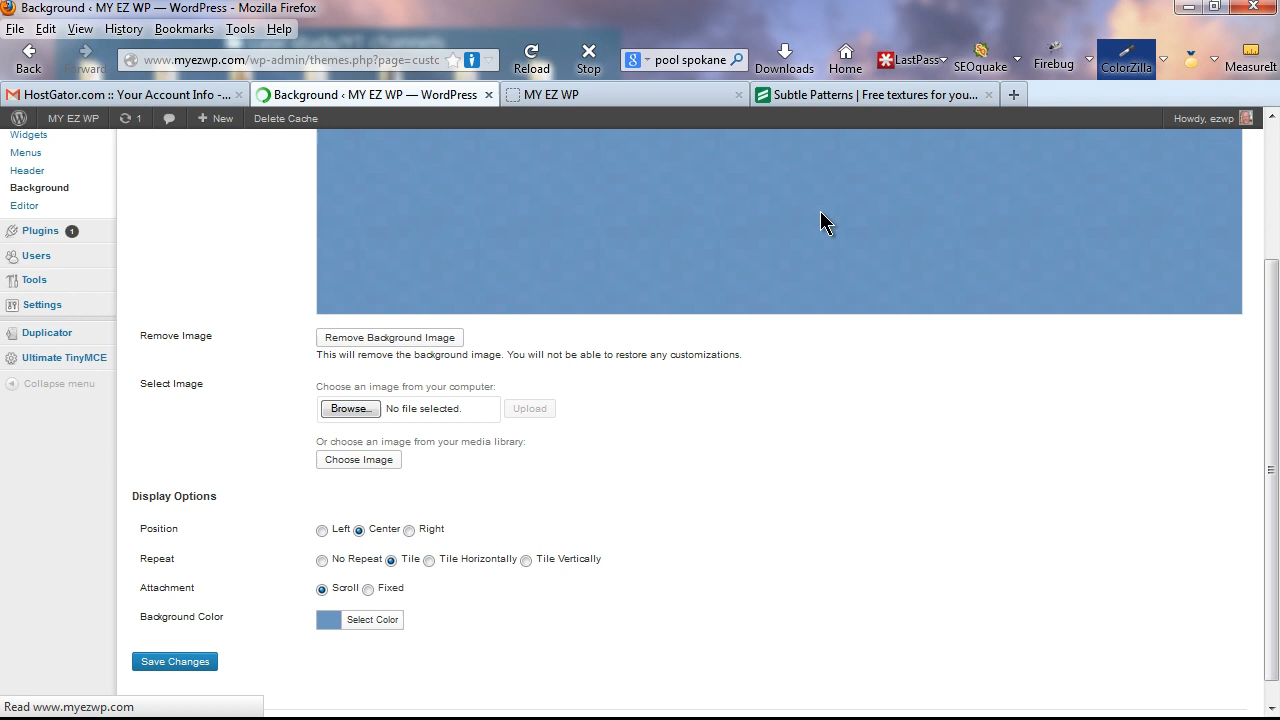 Background ‹ MY EZ WP — WordPress - Mozilla Firefox
File Edit View History Bookmarks Tools Help
www.myezwp.com/wp-admin/themes.php?page=custc
pool spokane
Back Forward Reload Stop Downloads Home LastPass SEOquake Firebug ColorZilla MeasureIt
HostGator.com :: Your Account Info -... Background ‹ MY EZ WP — WordPress MY EZ WP Subtle Patterns | Free textures for you...
MY EZ WP 1 + New Delete Cache Howdy, ezwp
Widgets
Menus
Header
Background
Editor
Plugins 1
Users
Tools
Settings
Duplicator
Ultimate TinyMCE
Collapse menu
Remove Image Remove Background Image
This will remove the background image. You will not be able to restore any customizations.
Select Image Choose an image from your computer:
Browse... No file selected. Upload
Or choose an image from your media library:
Choose Image
Display Options
Position Left Center Right
Repeat No Repeat Tile Tile Horizontally Tile Vertically
Attachment Scroll Fixed
Background Color Select Color
Save Changes
Read www.myezwp.com